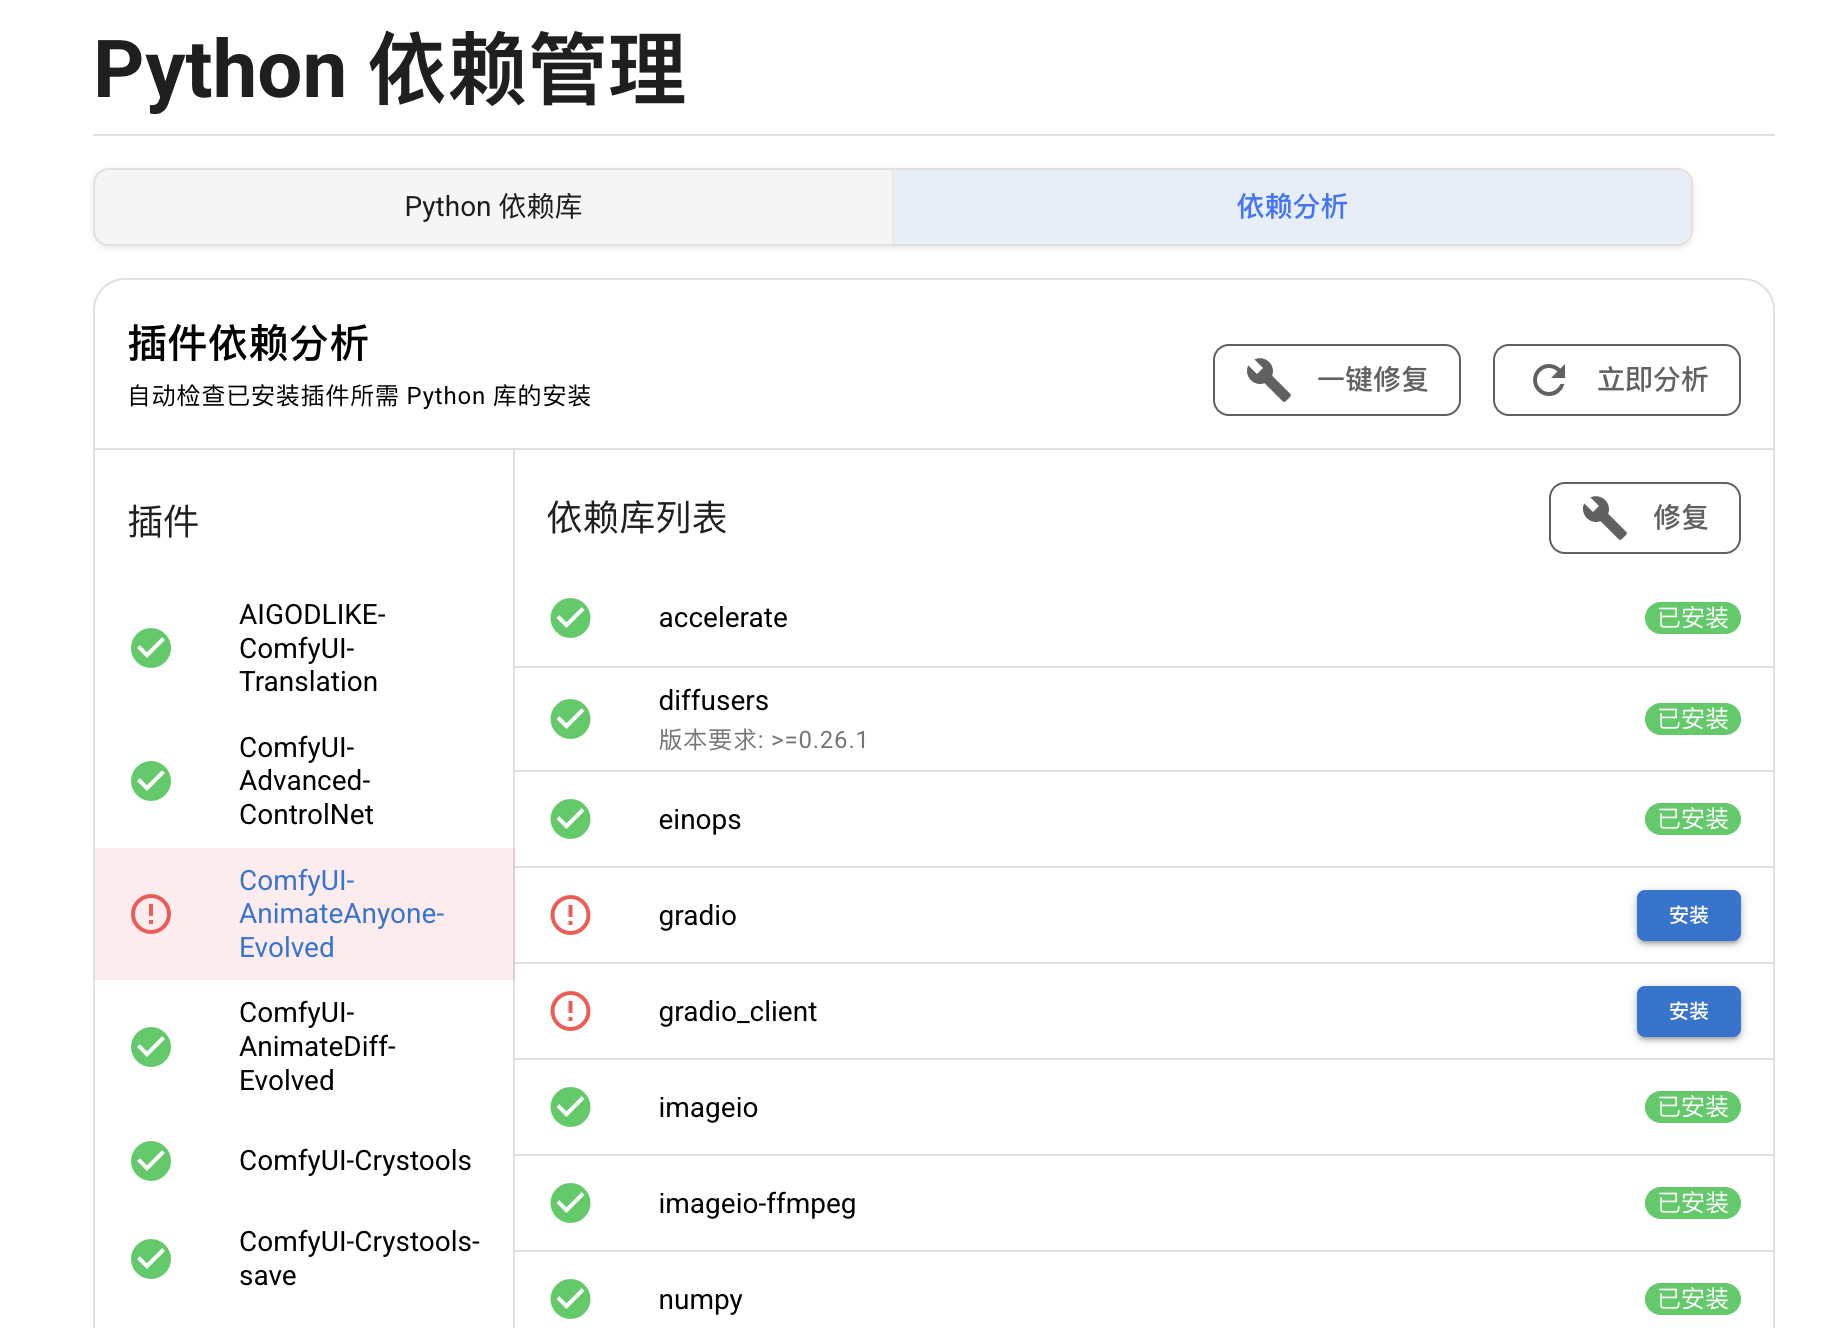 Python 依赖管理
Python 依赖库
依赖分析
插件依赖分析
自动检查已安装插件所需 Python 库的安装
一键修复
立即分析
插件
AIGODLIKE-
ComfyUI-
Translation
ComfyUI-
Advanced-
ControlNet
ComfyUI-
AnimateAnyone-
Evolved
ComfyUI-
AnimateDiff-
Evolved
ComfyUI-Crystools
ComfyUI-Crystools-
save
依赖库列表
修复
accelerate
已安装
diffusers
版本要求: >=0.26.1
已安装
einops
已安装
gradio
安装
gradio_client
安装
imageio
已安装
imageio-ffmpeg
已安装
numpy
已安装